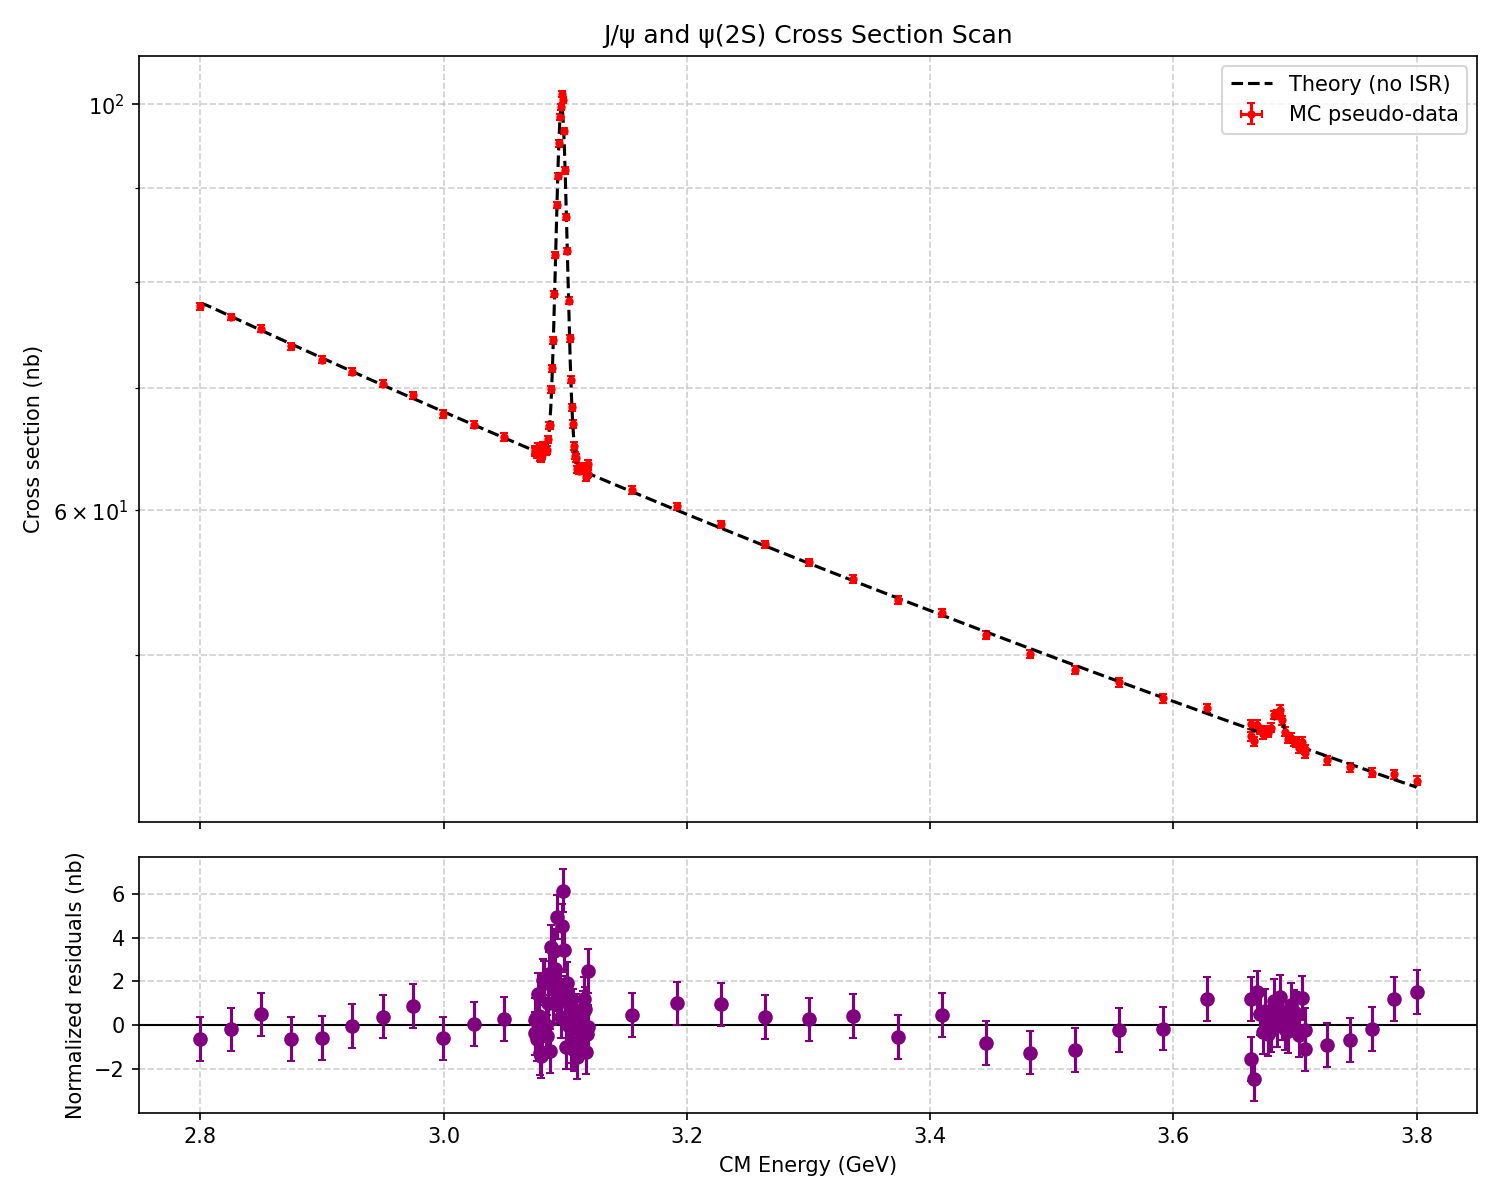 J/ψ and ψ(2S) Cross Section Scan
Theory (no ISR)
MC pseudo-data
Cross section (nb)
10²
6 × 10¹
Normalized residuals (nb)
6
4
2
0
−2
2.8
3.0
3.2
3.4
3.6
3.8
CM Energy (GeV)